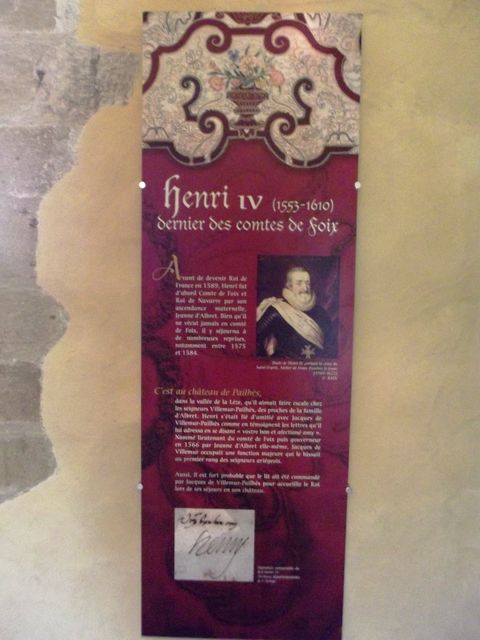 Henri IV (1553-1610)
dernier des comtes de Foix
Avant de devenir Roi de
France en 1589, Henri fut
d'abord Comte de Foix et
Roi de Navarre par son
ascendance maternelle,
Jeanne d'Albret. Bien qu'il
ne vécut jamais en comté
de Foix, il y séjourna à
de nombreuses reprises,
notamment entre 1575
et 1584.
C'est au château de Pailhès,
dans la vallée de la Lèze, qu'il aimait faire escale chez
les seigneurs Villemur-Pailhès, des proches de la famille
d'Albret. Henri s'était lié d'amitié avec Jacques de
Villemur-Pailhès comme en témoignent les lettres qu'il
lui adressa en se disant « vostre bon et afectioné amy ».
Nommé lieutenant du comté de Foix puis gouverneur
en 1566 par Jeanne d'Albret elle-même, Jacques de
Villemur occupait une fonction majeure qui le hissait
au premier rang des seigneurs ariégeois.
Aussi, il est fort probable que le lit ait été commandé
par Jacques de Villemur-Pailhès pour accueillir le Roi
lors de ses séjours en son château.